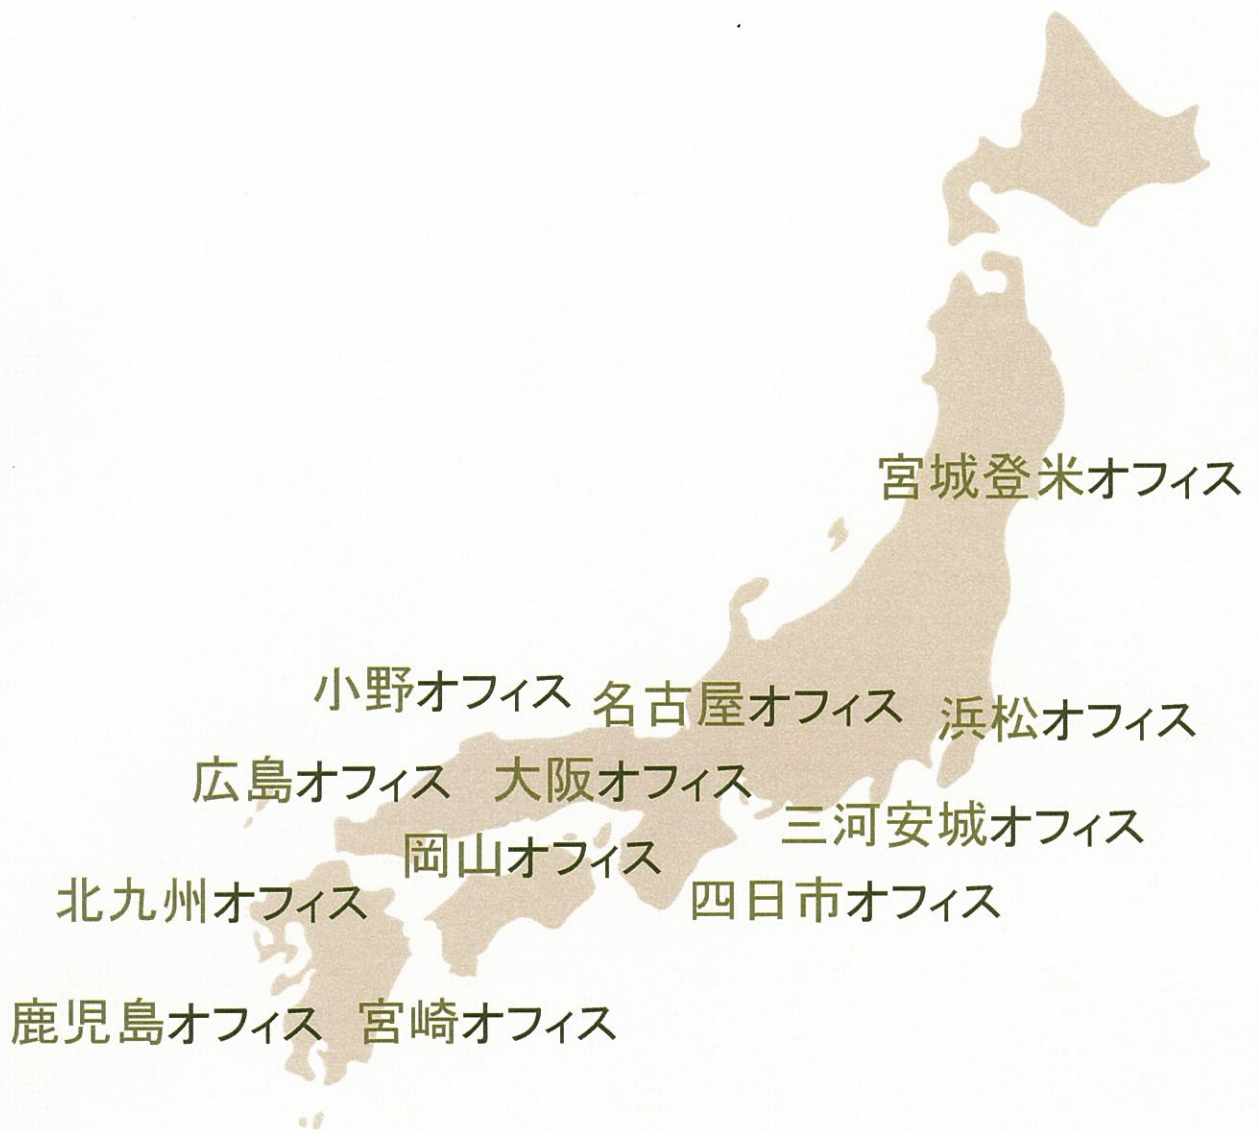 宮城登米オフィス
小野オフィス
名古屋オフィス
浜松オフィス
広島オフィス
大阪オフィス
三河安城オフィス
岡山オフィス
北九州オフィス
四日市オフィス
鹿児島オフィス
宮崎オフィス